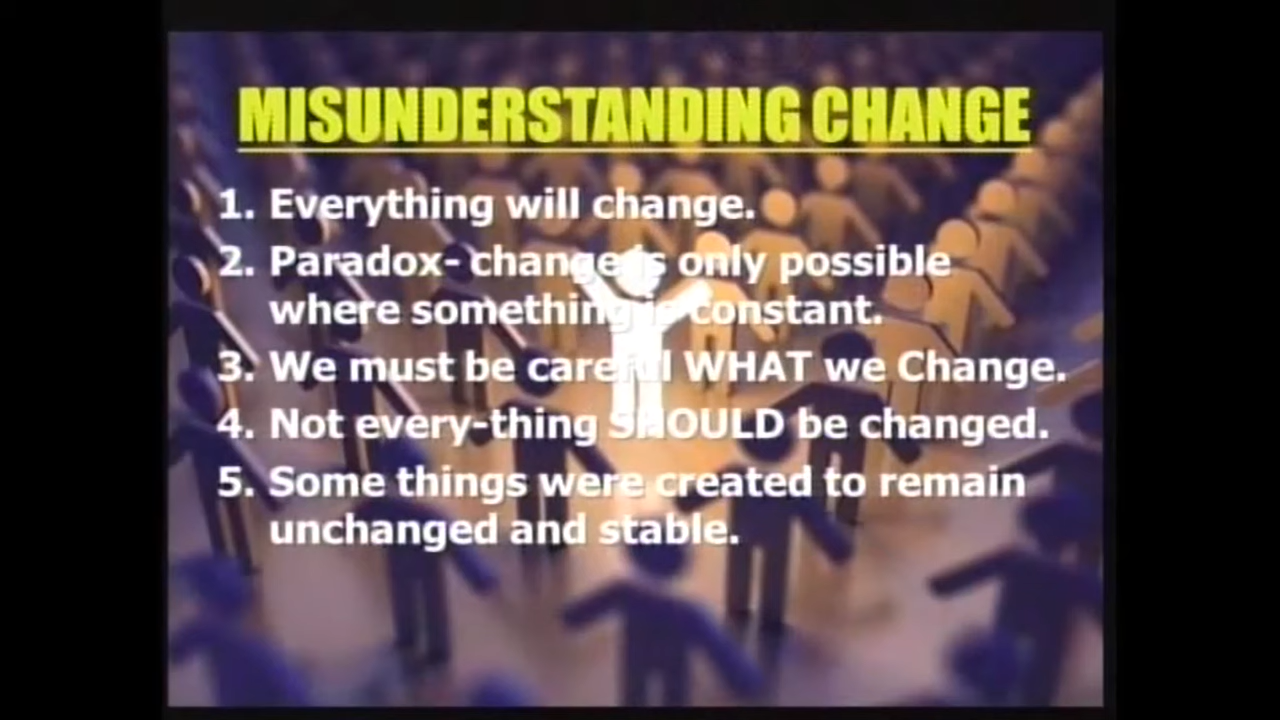 MISUNDERSTANDING CHANGE
1. Everything will change.
2. Paradox- change is only possible
where something is constant.
3. We must be careful WHAT we Change.
4. Not every-thing SHOULD be changed.
5. Some things were created to remain
unchanged and stable.